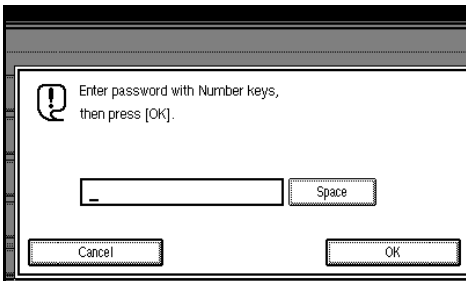 Enter password with Number keys,
then press [OK].
Space
Cancel
OK